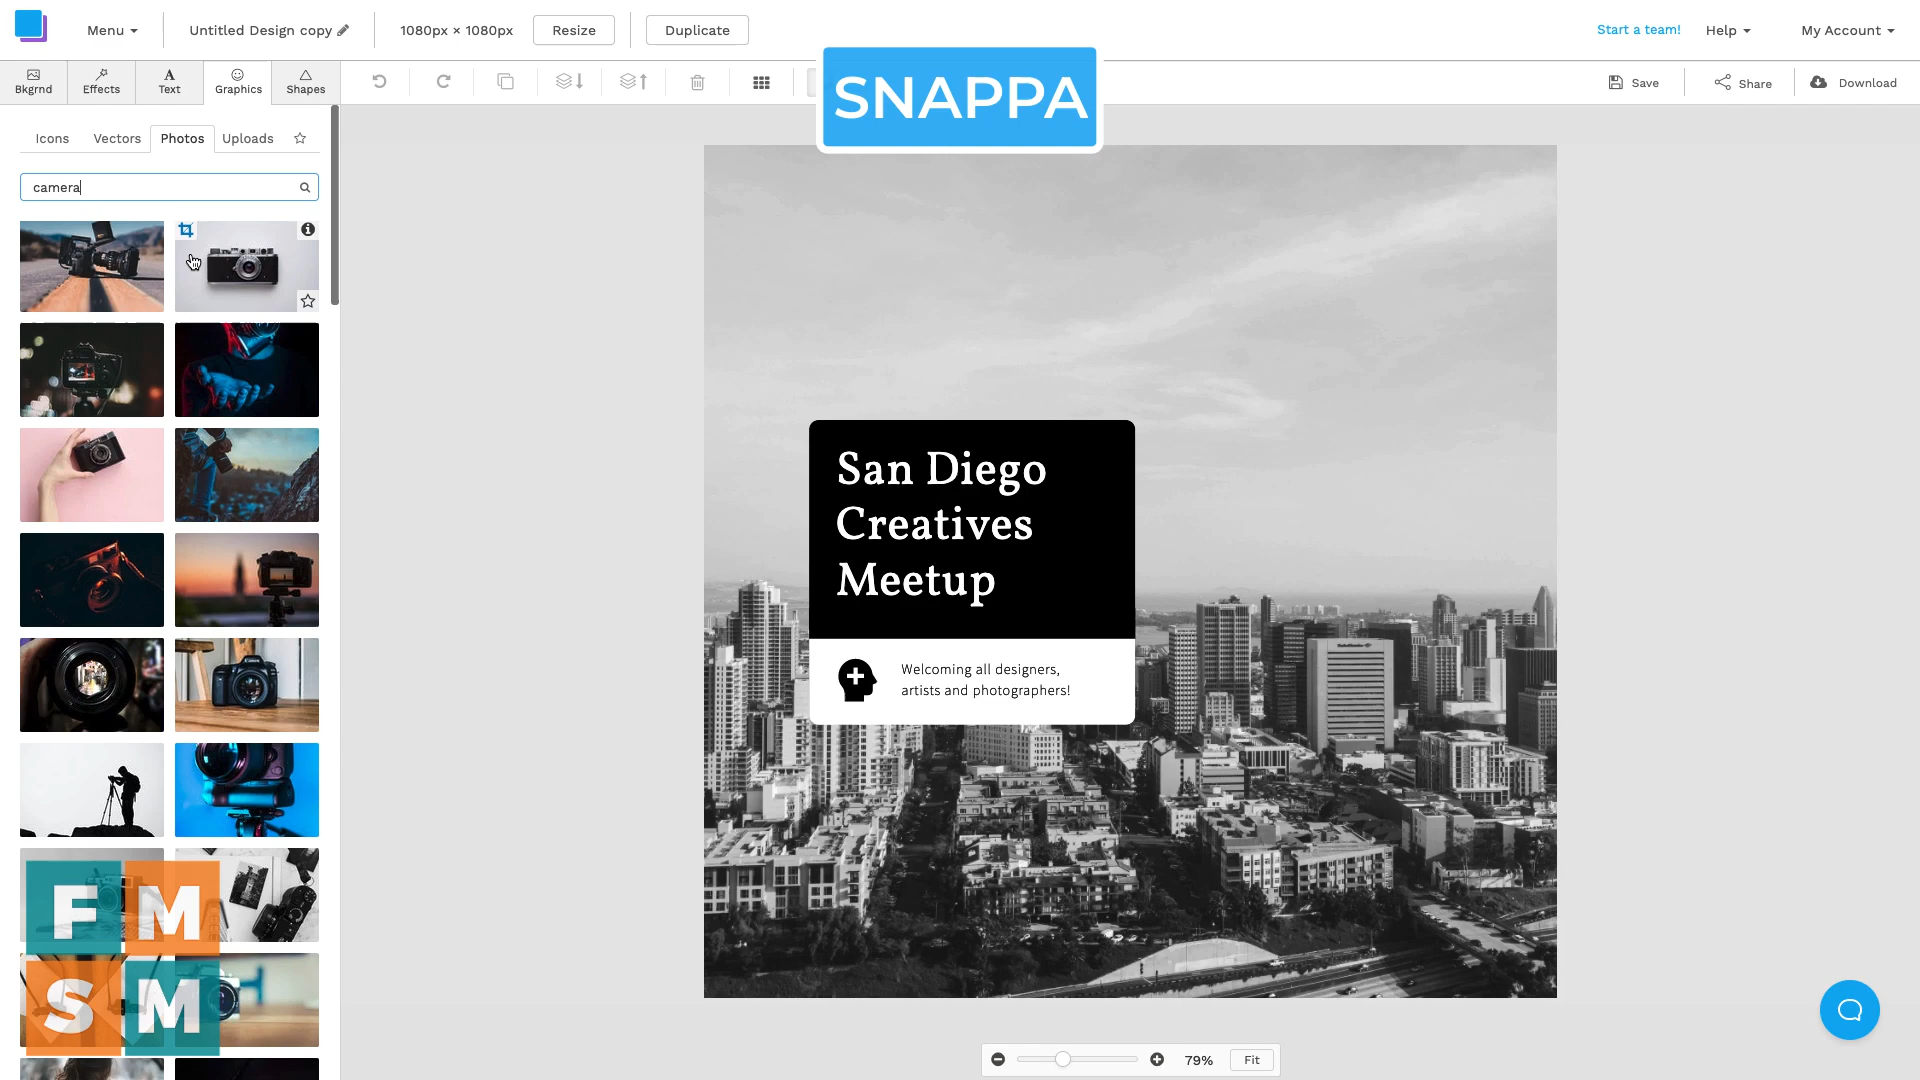 Menu
Untitled Design copy
1080px × 1080px
Resize
Duplicate
Start a team!
Help
My Account
Bkgrnd
Effects
Text
Graphics
Shapes
SNAPPA
Save
Share
Download
Icons
Vectors
Photos
Uploads
camera
San Diego
Creatives
Meetup
Welcoming all designers,
artists and photographers!
F M
S M
79%
Fit